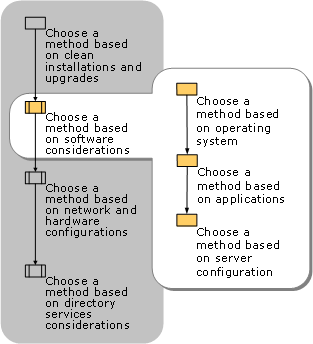 Choose a
method based
on clean
installations and
upgrades
Choose a
method based
on software
considerations
Choose a
method based
on network and
hardware
configurations
Choose a
method based
on directory
services
considerations
Choose a
method based
on operating
system
Choose a
method based
on applications
Choose a
method based
on server
configuration